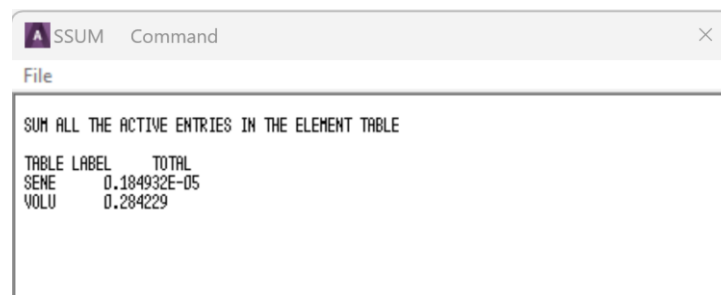 SSUM Command
File
SUM ALL THE ACTIVE ENTRIES IN THE ELEMENT TABLE
TABLE LABEL TOTAL
SENE 0.184932E-05
VOLU 0.284229